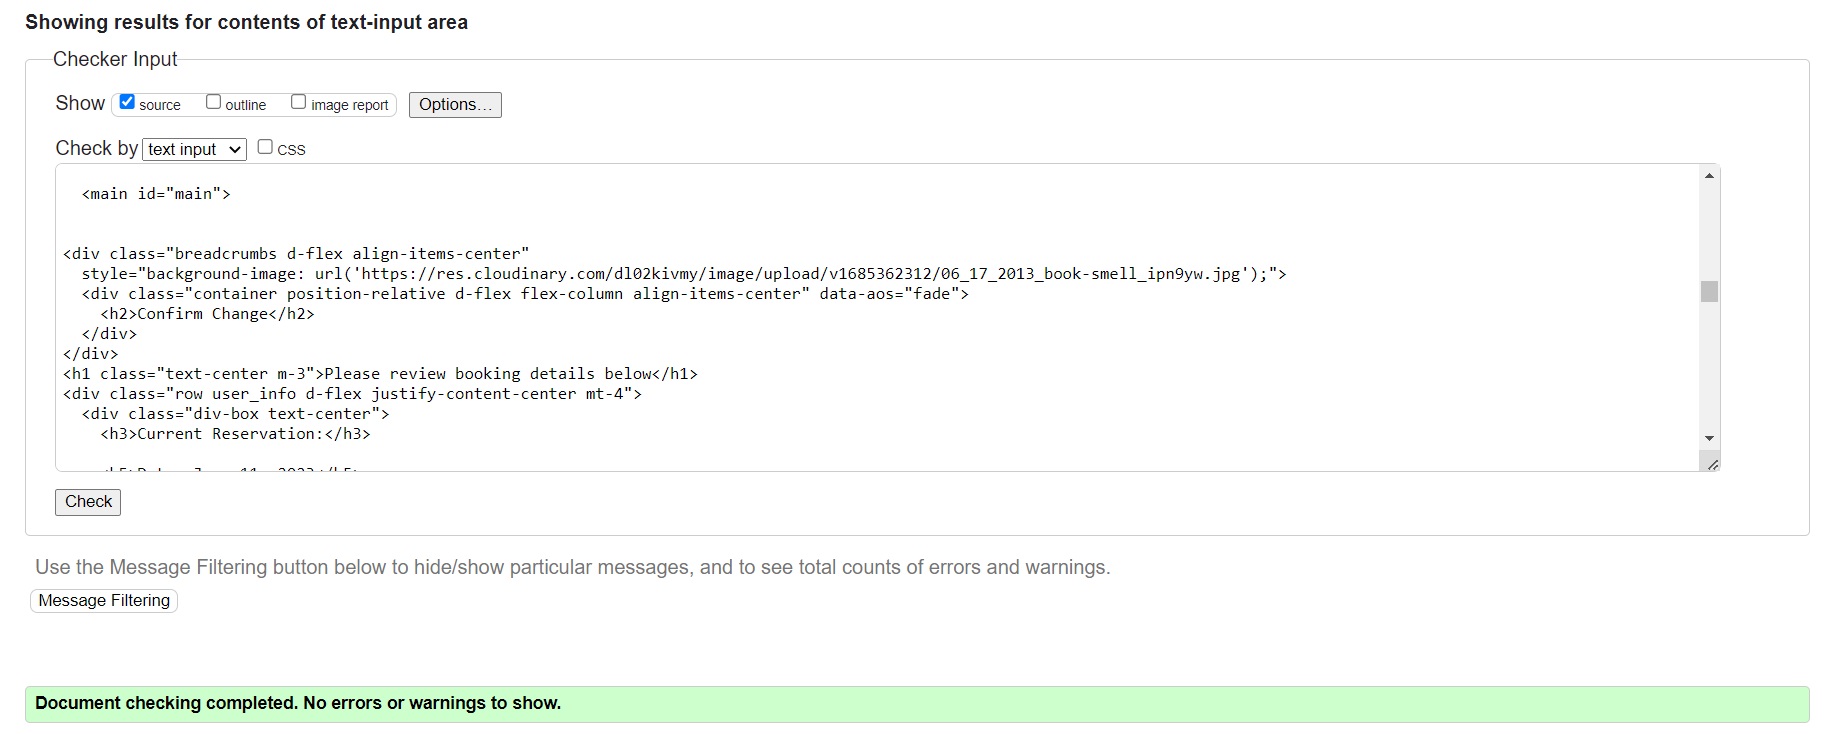 Showing results for contents of text-input area
Checker Input
Show source outline image report Options...
Check by text input CSS
<main id="main">
<div class="breadcrumbs d-flex align-items-center"
style="background-image: url('https://res.cloudinary.com/dl02kivmy/image/upload/v1685362312/06_17_2013_book-smell_ipn9yw.jpg');">
<div class="container position-relative d-flex flex-column align-items-center" data-aos="fade">
<h2>Confirm Change</h2>
</div>
</div>
<h1 class="text-center m-3">Please review booking details below</h1>
<div class="row user_info d-flex justify-content-center mt-4">
<div class="div-box text-center">
<h3>Current Reservation:</h3>
Check
Use the Message Filtering button below to hide/show particular messages, and to see total counts of errors and warnings.
Message Filtering
Document checking completed. No errors or warnings to show.